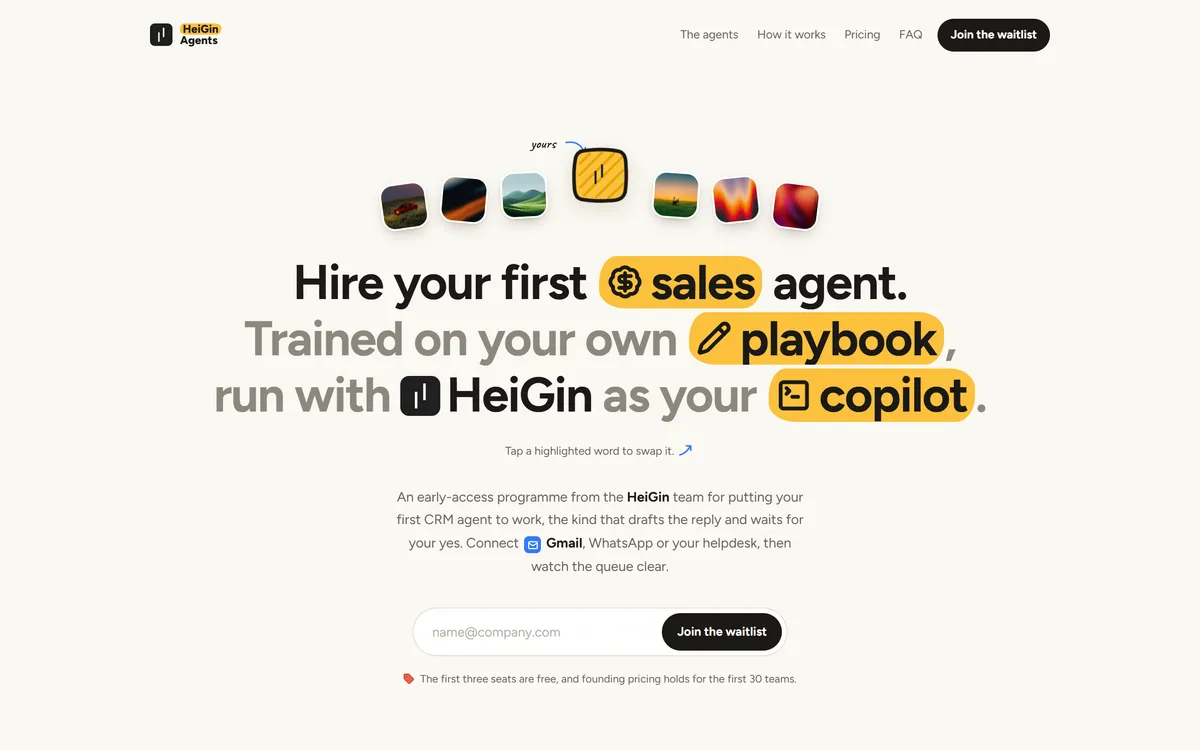 HeiGin
Agents
The agents
How it works
Pricing
FAQ
Join the waitlist
yours
Hire your first sales agent.
Trained on your own playbook,
run with HeiGin as your copilot.
Tap a highlighted word to swap it.
An early-access programme from the HeiGin team for putting your
first CRM agent to work, the kind that drafts the reply and waits for
your yes. Connect Gmail, WhatsApp or your helpdesk, then
watch the queue clear.
name@company.com
Join the waitlist
The first three seats are free, and founding pricing holds for the first 30 teams.